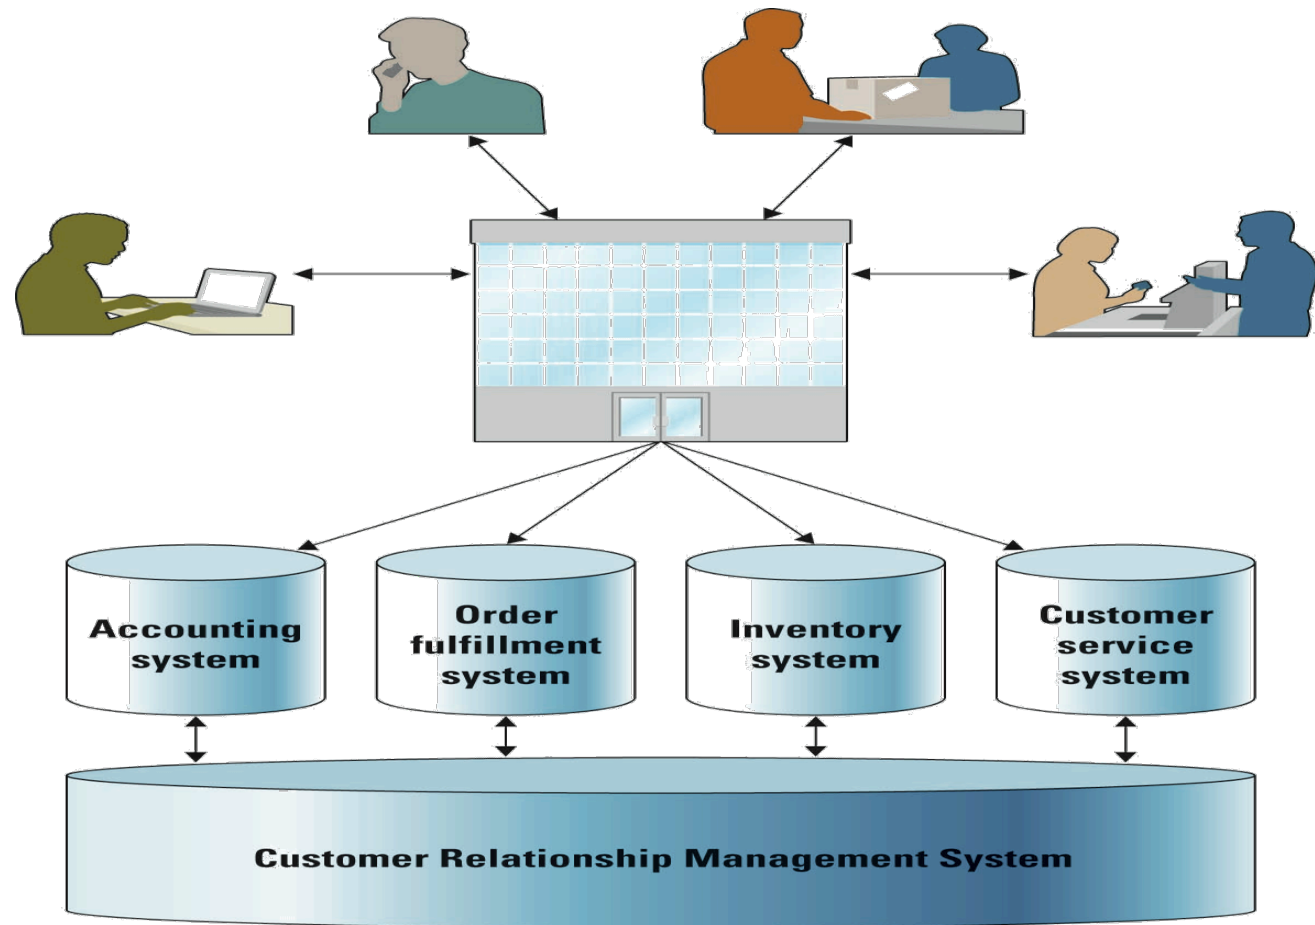 Accounting
system
Order
fulfillment
system
Inventory
system
Customer
service
system
Customer Relationship Management System